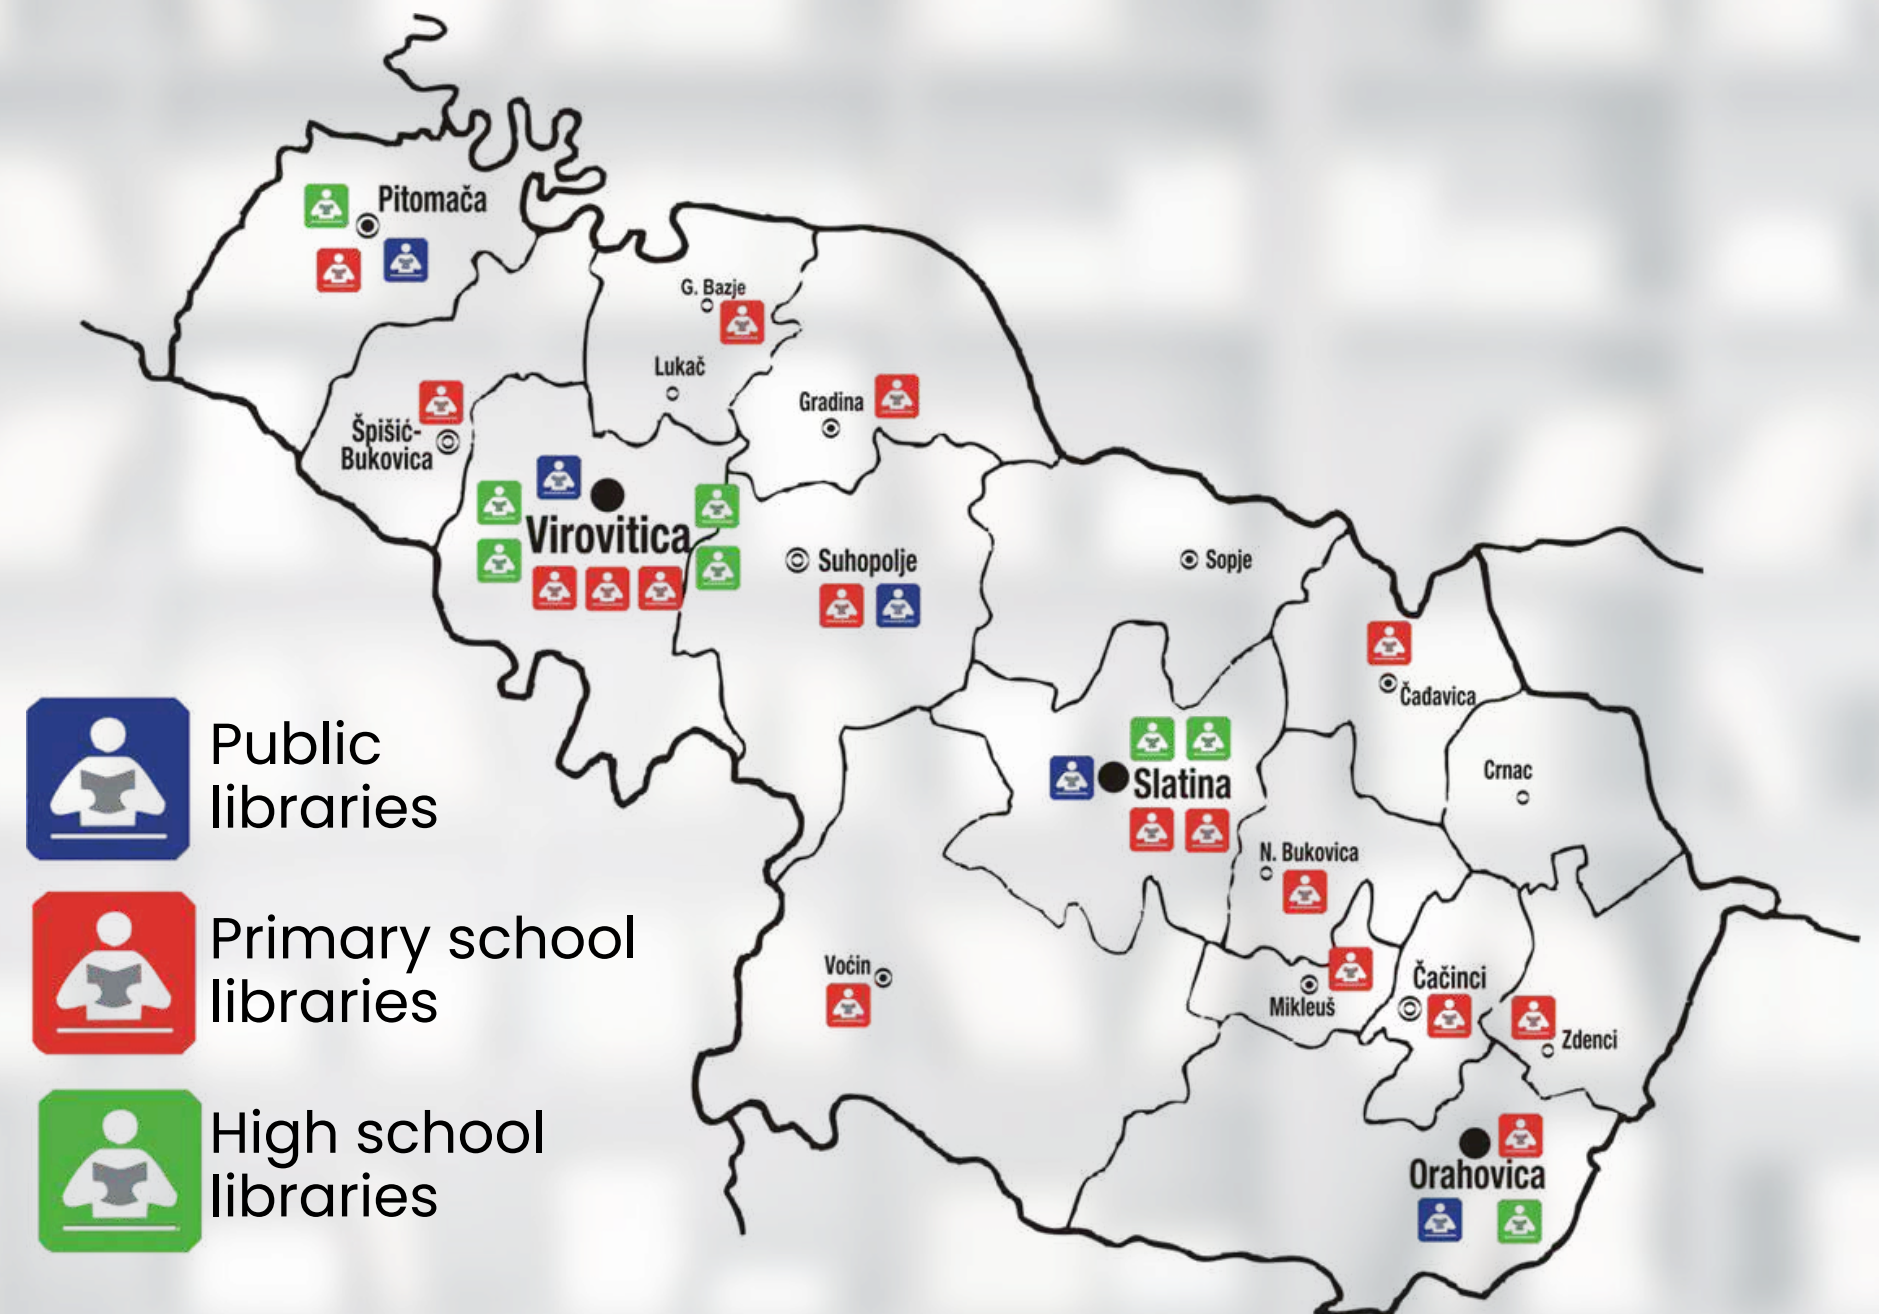 Pitomača
G. Bazje
Lukač
Gradina
Špišić-
Bukovica
Virovitica
Suhopolje
Sopje
Čađavica
Slatina
Crnac
N. Bukovica
Voćin
Mikleuš
Čačinci
Zdenci
Orahovica
Public
libraries
Primary school
libraries
High school
libraries